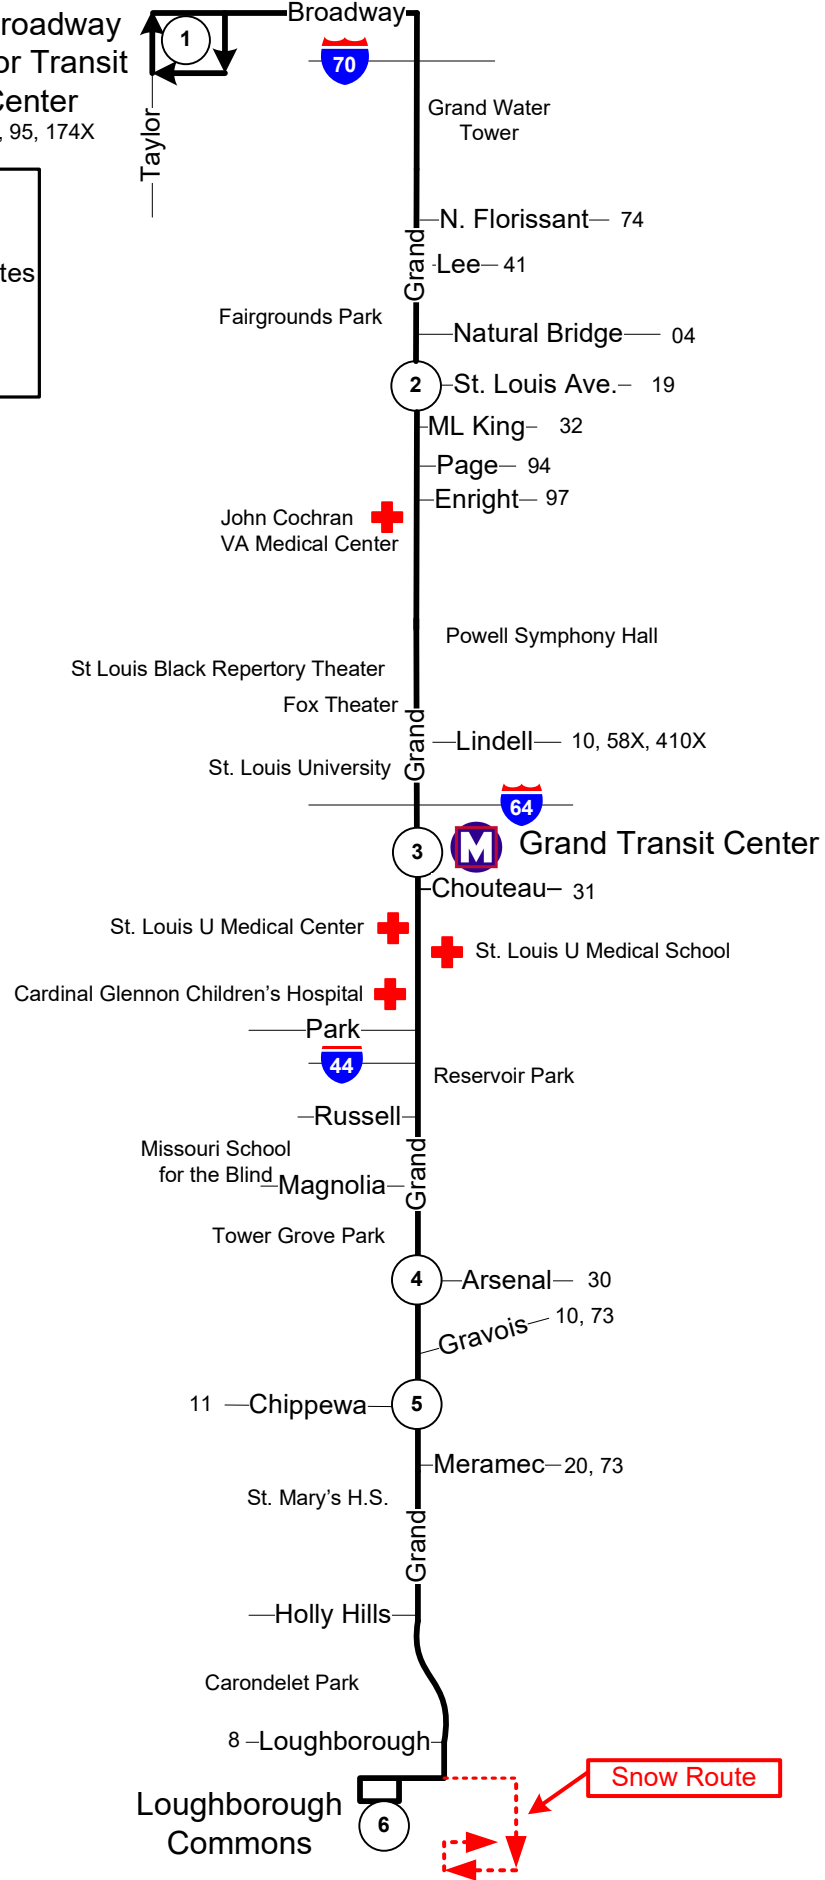 Broadway
1
roadway
or Transit
Center
, 95, 174X
70
Taylor
Grand Water
Tower
tes
N. Florissant 74
Grand
Lee 41
Fairgrounds Park
Natural Bridge 04
2
St. Louis Ave. 19
ML King 32
Page 94
Enright 97
John Cochran
VA Medical Center
Powell Symphony Hall
St Louis Black Repertory Theater
Fox Theater
Grand
Lindell 10, 58X, 410X
St. Louis University
64
3
M
Grand Transit Center
Chouteau 31
St. Louis U Medical Center
St. Louis U Medical School
Cardinal Glennon Children's Hospital
Park
44
Reservoir Park
Russell
Missouri School
for the Blind
Grand
Magnolia
Tower Grove Park
4
Arsenal 30
Gravois 10, 73
11 Chippewa
5
Meramec 20, 73
St. Mary's H.S.
Grand
Holly Hills
Carondelet Park
8 Loughborough
Snow Route
Loughborough
Commons
6